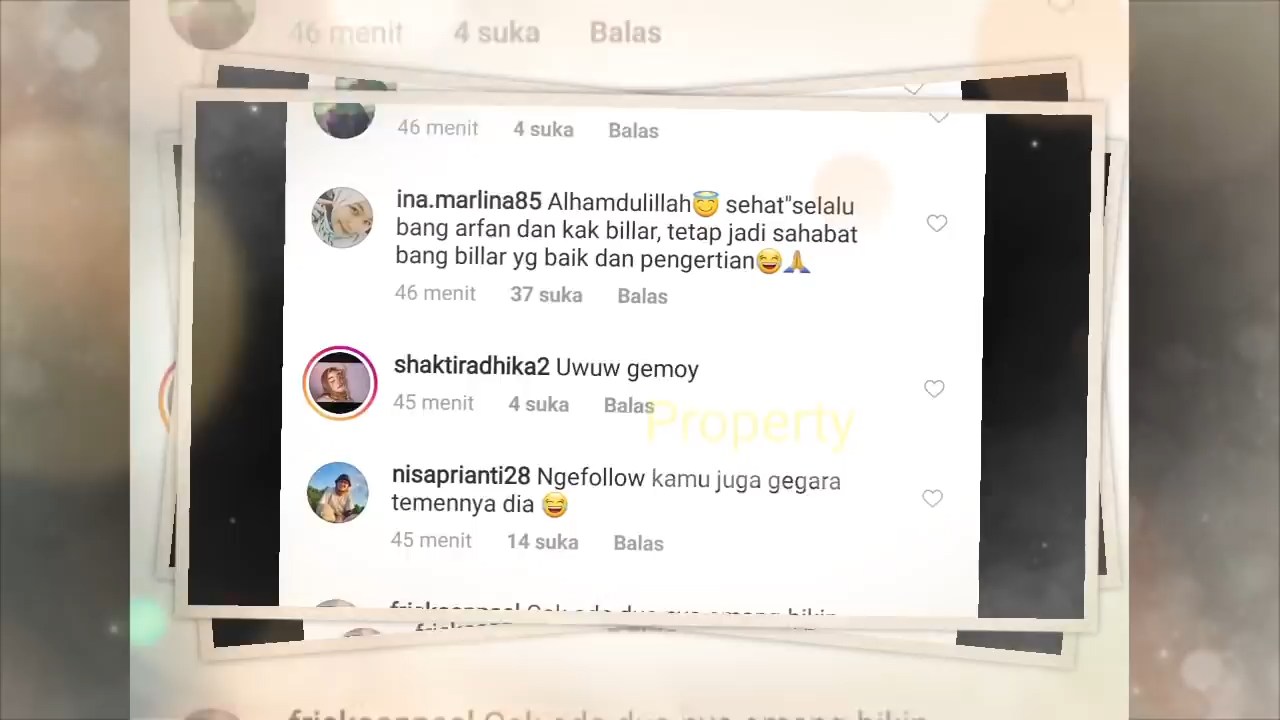 46 menit 4 suka Balas
46 menit 4 suka Balas
ina.marlina85 Alhamdulillah😇 sehat"selalu
bang arfan dan kak billar, tetap jadi sahabat
bang billar yg baik dan pengertian😅🙏
46 menit 37 suka Balas
shaktiradhika2 Uwuw gemoy
45 menit 4 suka Balas
Property
nisaprianti28 Ngefollow kamu juga gegara
temennya dia 😅
45 menit 14 suka Balas